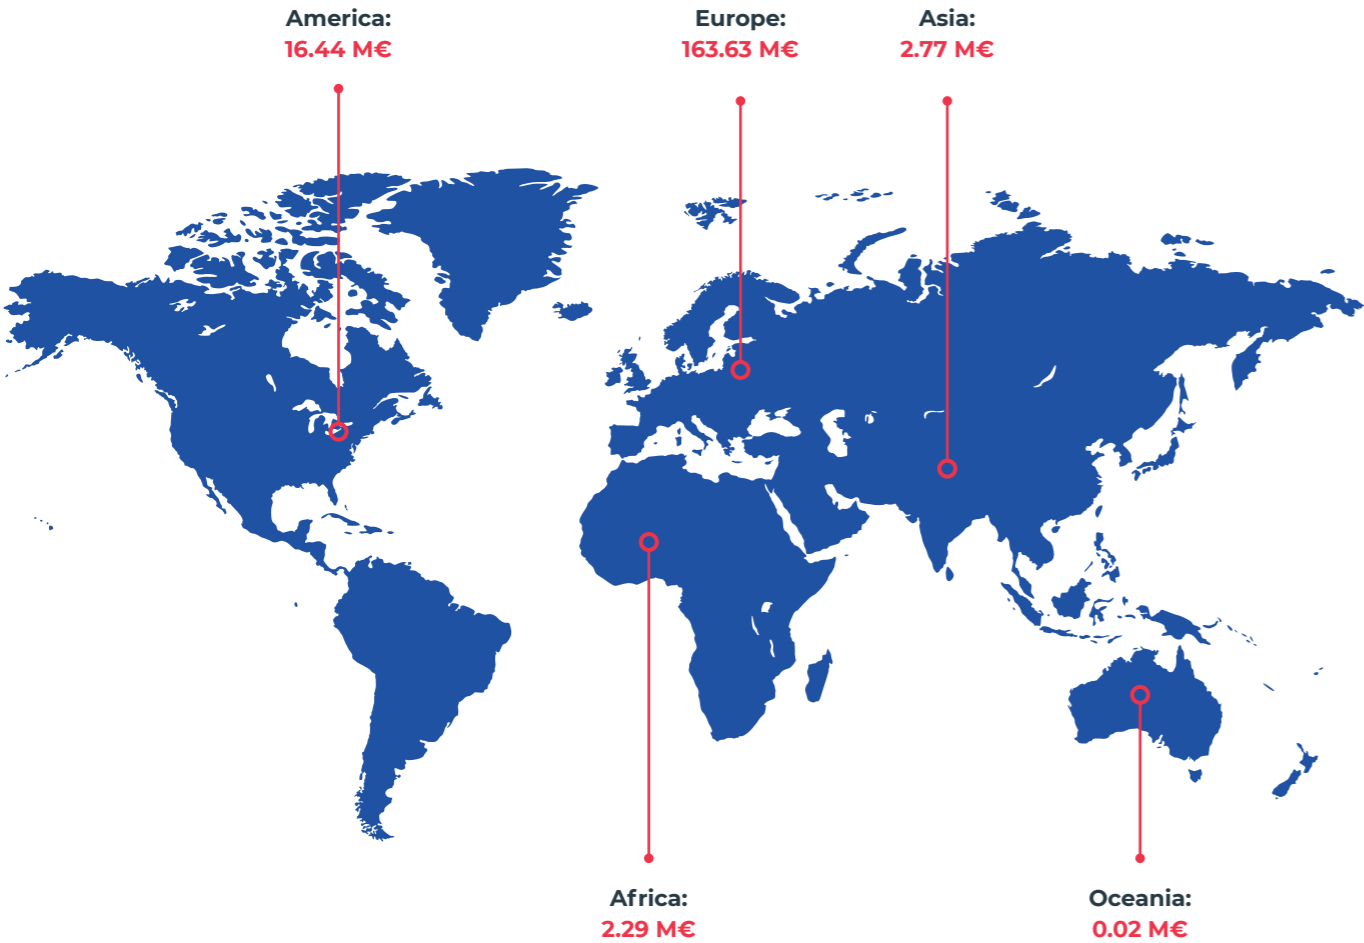 America:
16.44 M€
Europe:
163.63 M€
Asia:
2.77 M€
Africa:
2.29 M€
Oceania:
0.02 M€